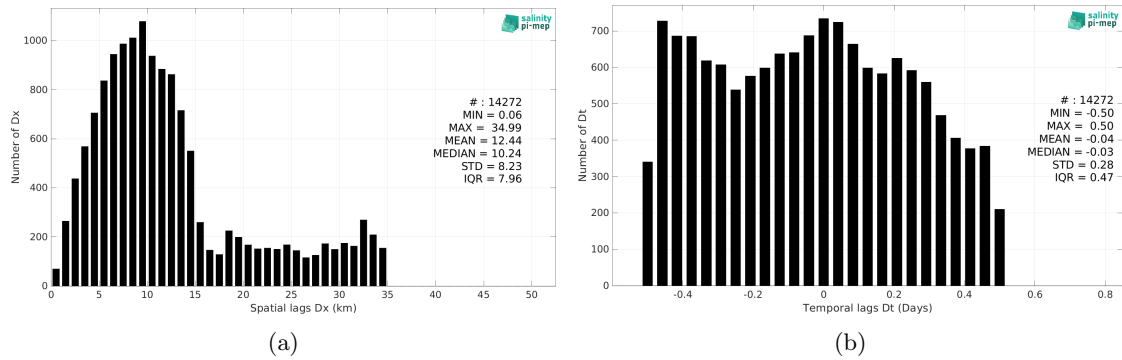 salinity
pi-mep
1000
800
600
400
200
0
Number of Dx
# : 14272
MIN = 0.06
MAX = 34.99
MEAN = 12.44
MEDIAN = 10.24
STD = 8.23
IQR = 7.96
0 5 10 15 20 25 30 35 40 45 50
Spatial lags Dx (km)
(a)
salinity
pi-mep
700
600
500
400
300
200
100
0
Number of Dt
# : 14272
MIN = -0.50
MAX = 0.50
MEAN = -0.04
MEDIAN = -0.03
STD = 0.28
IQR = 0.47
-0.4 -0.2 0 0.2 0.4 0.6 0.8
Temporal lags Dt (Days)
(b)